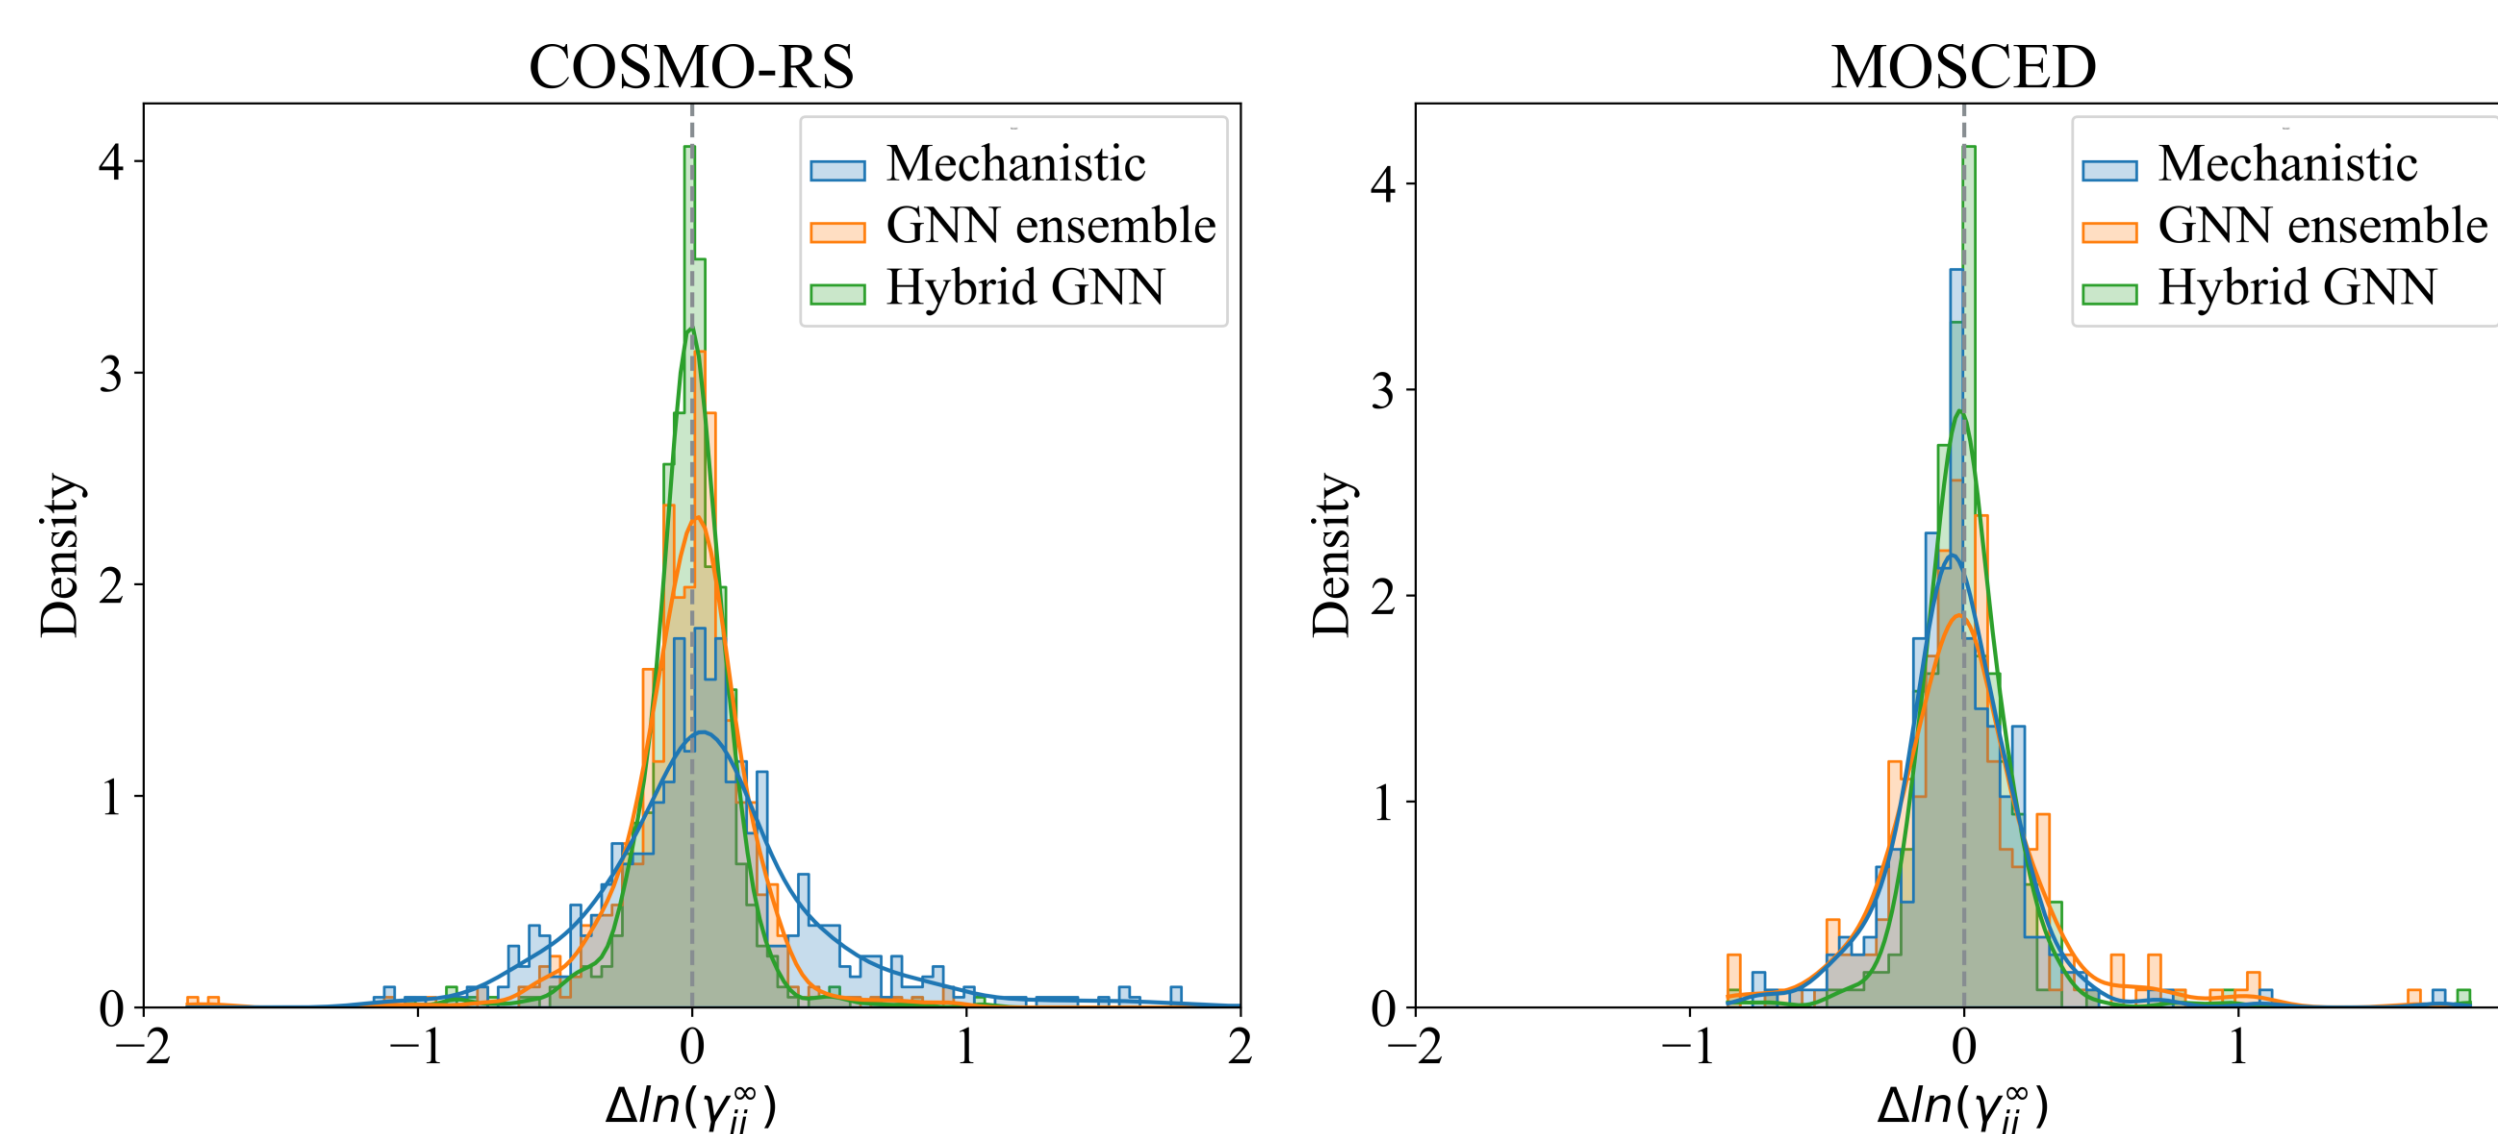 COSMO-RS
Density
4
3
2
1
0
−2
−1
0
1
2
Δln(γ∞ij)
Mechanistic
GNN ensemble
Hybrid GNN
MOSCED
Density
4
3
2
1
0
−2
−1
0
1
Δln(γ∞ij)
Mechanistic
GNN ensemble
Hybrid GNN